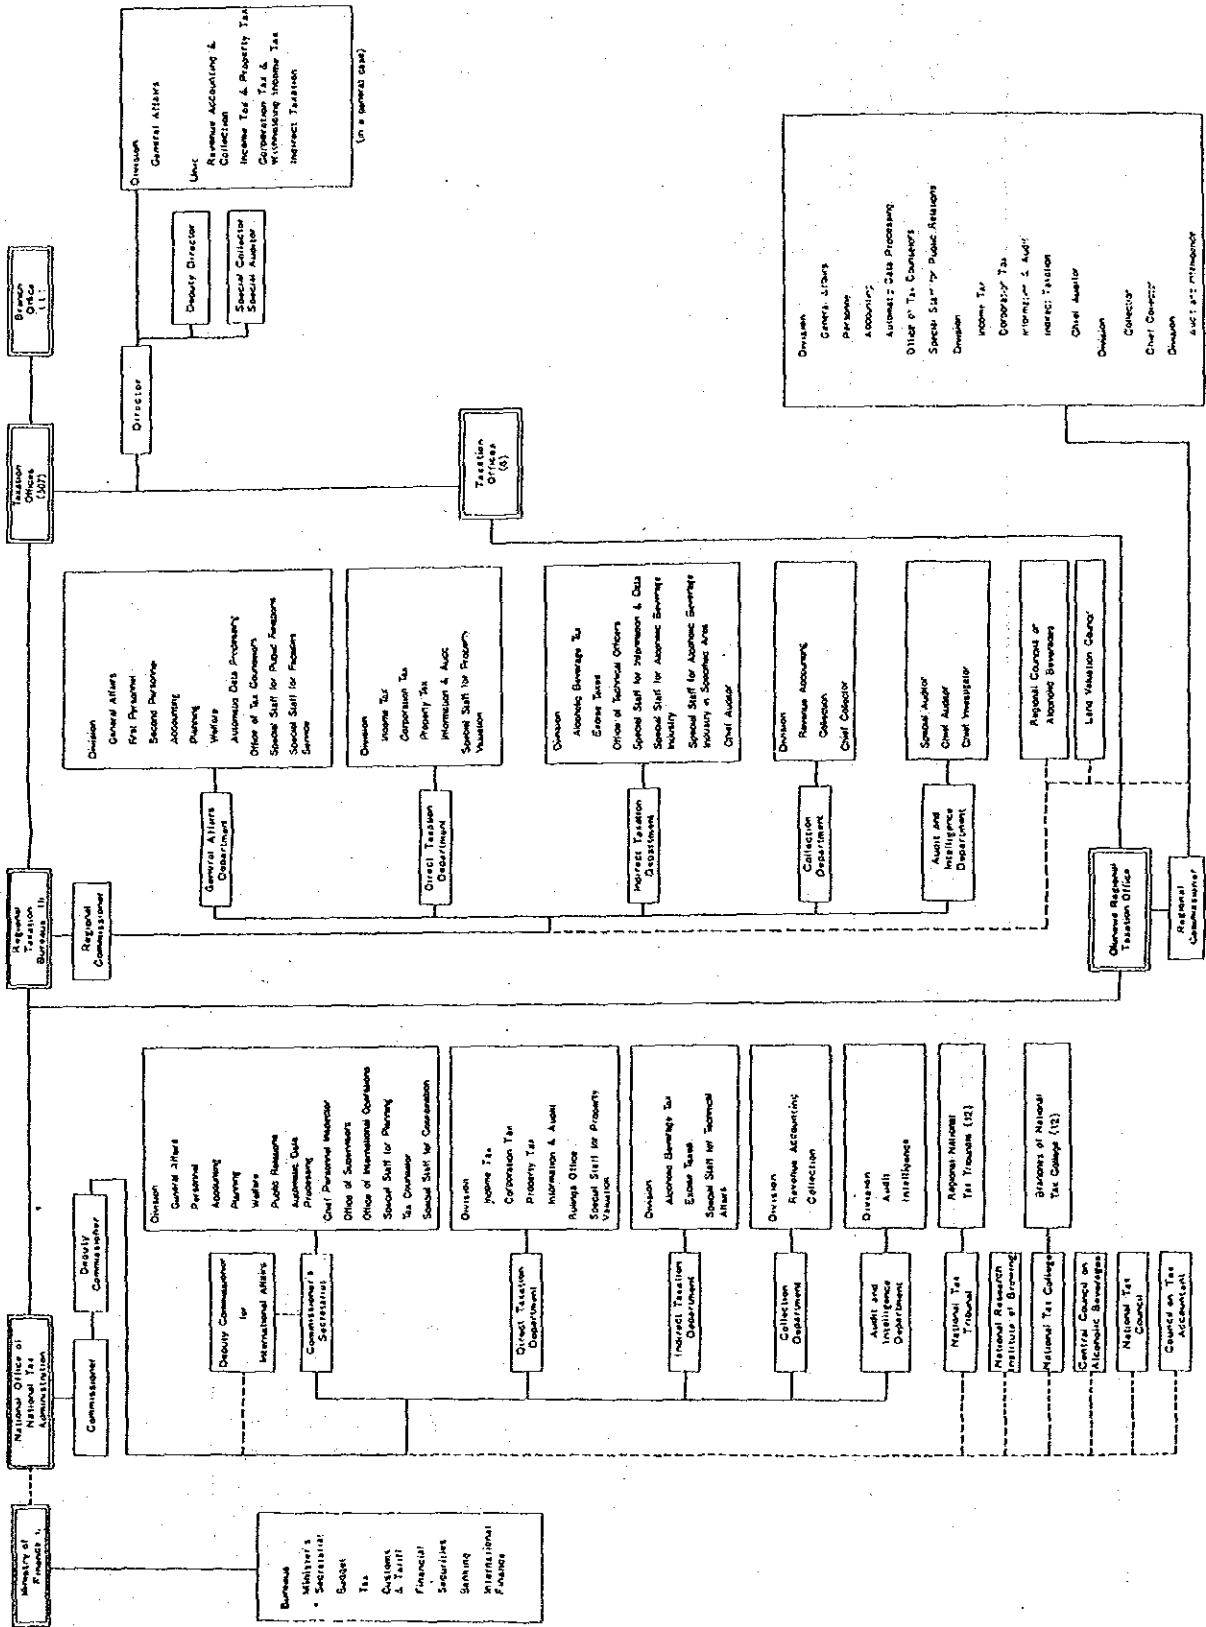 Ministry of
Finance
Bureaus
Minister's
Secretariat
Budget
Tax
Customs
& Tariff
Financial
Securities
Banking
International
Finance
National Office of
National Tax
Administration
Commissioner
Deputy
Commissioner
Deputy Commissioner
for
International Affairs
Commissioner's
Secretariat
Division
General Affairs
Personnel
Accounting
Planning
Welfare
Public Relations
Automatic Data
Processing
Chief Personnel Inspector
Office of Supervisors
Office of International Operations
Special Staff for Planning
Tax Counselor
Special Staff for Coordination
Direct Taxation
Department
Division
Income Tax
Corporation Tax
Property Tax
Information & Audit
Rulings Office
Special Staff for Property
Valuation
Indirect Taxation
Department
Division
Alcoholic Beverage Tax
Excise Taxes
Special Staff for Technical
Affairs
Collection
Department
Division
Revenue Accounting
Collection
Audit and
Intelligence
Department
Division
Audit
Intelligence
National Tax
Tribunal
Regional National
Tax Tribunals (12)
National Research
Institute of Brewing
National Tax College
Branches of National
Tax College (12)
Central Council on
Alcoholic Beverages
National Tax
Council
Council on Tax
Accountant
Regional
Taxation
Bureaus
Regional
Commissioner
General Affairs
Department
Division
General Affairs
First Personnel
Second Personnel
Accounting
Planning
Welfare
Automatic Data Processing
Office of Tax Counselors
Special Staff for Public Relations
Special Staff for
Service
Direct Taxation
Department
Division
Income Tax
Corporation Tax
Property Tax
Information & Audit
Special Staff for Property
Valuation
Indirect Taxation
Department
Division
Alcoholic Beverage Tax
Excise Taxes
Office of Technical Officers
Special Staff for Information & Data
Special Staff for Alcoholic Beverage
Industry
Special Staff for Alcoholic Beverage
Industry in Specified Area
Chief Auditor
Collection
Department
Division
Revenue Accounting
Collection
Chief Collector
Audit and
Intelligence
Department
Special Auditor
Chief Auditor
Chief Investigator
Regional Councils on
Alcoholic Beverages
Land Valuation Council
Okinawa Regional
Taxation Office
Regional
Commissioner
Taxation
Offices
(507)
Branch
Office
(1)
Director
Deputy Director
Special Collector
Special Auditor
Division
General Affairs
Unit
Revenue Accounting &
Collection
Income Tax & Property Tax
Corporation Tax &
Withholding Income Tax
Indirect Taxation
(in a general case)
Taxation
Offices
(6)
Division
General Affairs
Personnel
Accounting
Automatic Data Processing
Office of Tax Counselors
Special Staff for Public Relations
Division
Income Tax
Corporation Tax
Information & Audit
Indirect Taxation
Chief Auditor
Division
Collection
Chief Collector
Division
Audit and Intelligence